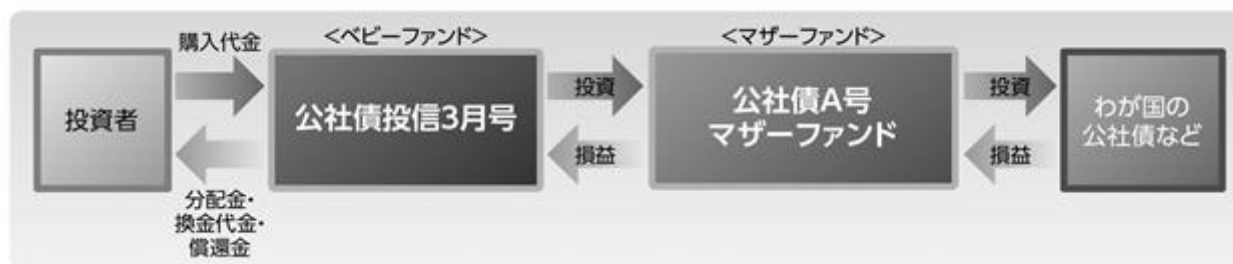 購入代金
<ベビーファンド>
<マザーファンド>
投資者
公社債投信3月号
投資
損益
公社債A号
マザーファンド
投資
損益
わが国の
公社債など
分配金・
換金代金・
償還金